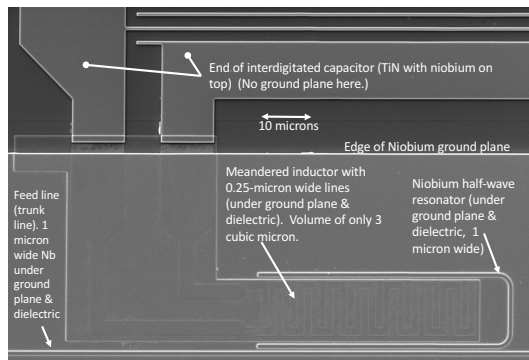 End of interdigitated capacitor (TiN with niobium on
top)  (No ground plane here.)
10 microns
Edge of Niobium ground plane
Meandered inductor with
0.25-micron wide lines
(under ground plane &
dielectric).  Volume of only 3
cubic micron.
Niobium half-wave
resonator (under
ground plane &
dielectric,  1
micron wide)
Feed line
(trunk
line). 1
micron
wide Nb
under
ground
plane &
dielectric